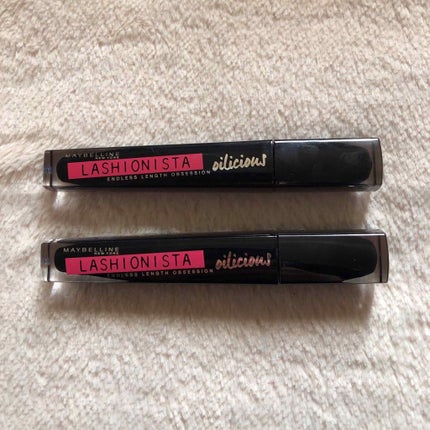 MAYBELLINE
NEW YORK
LASHIONISTA
oilicious
ENDLESS LENGTH OBSESSION
MAYBELLINE
NEW YORK
LASHIONISTA
oilicious
ENDLESS LENGTH OBSESSION